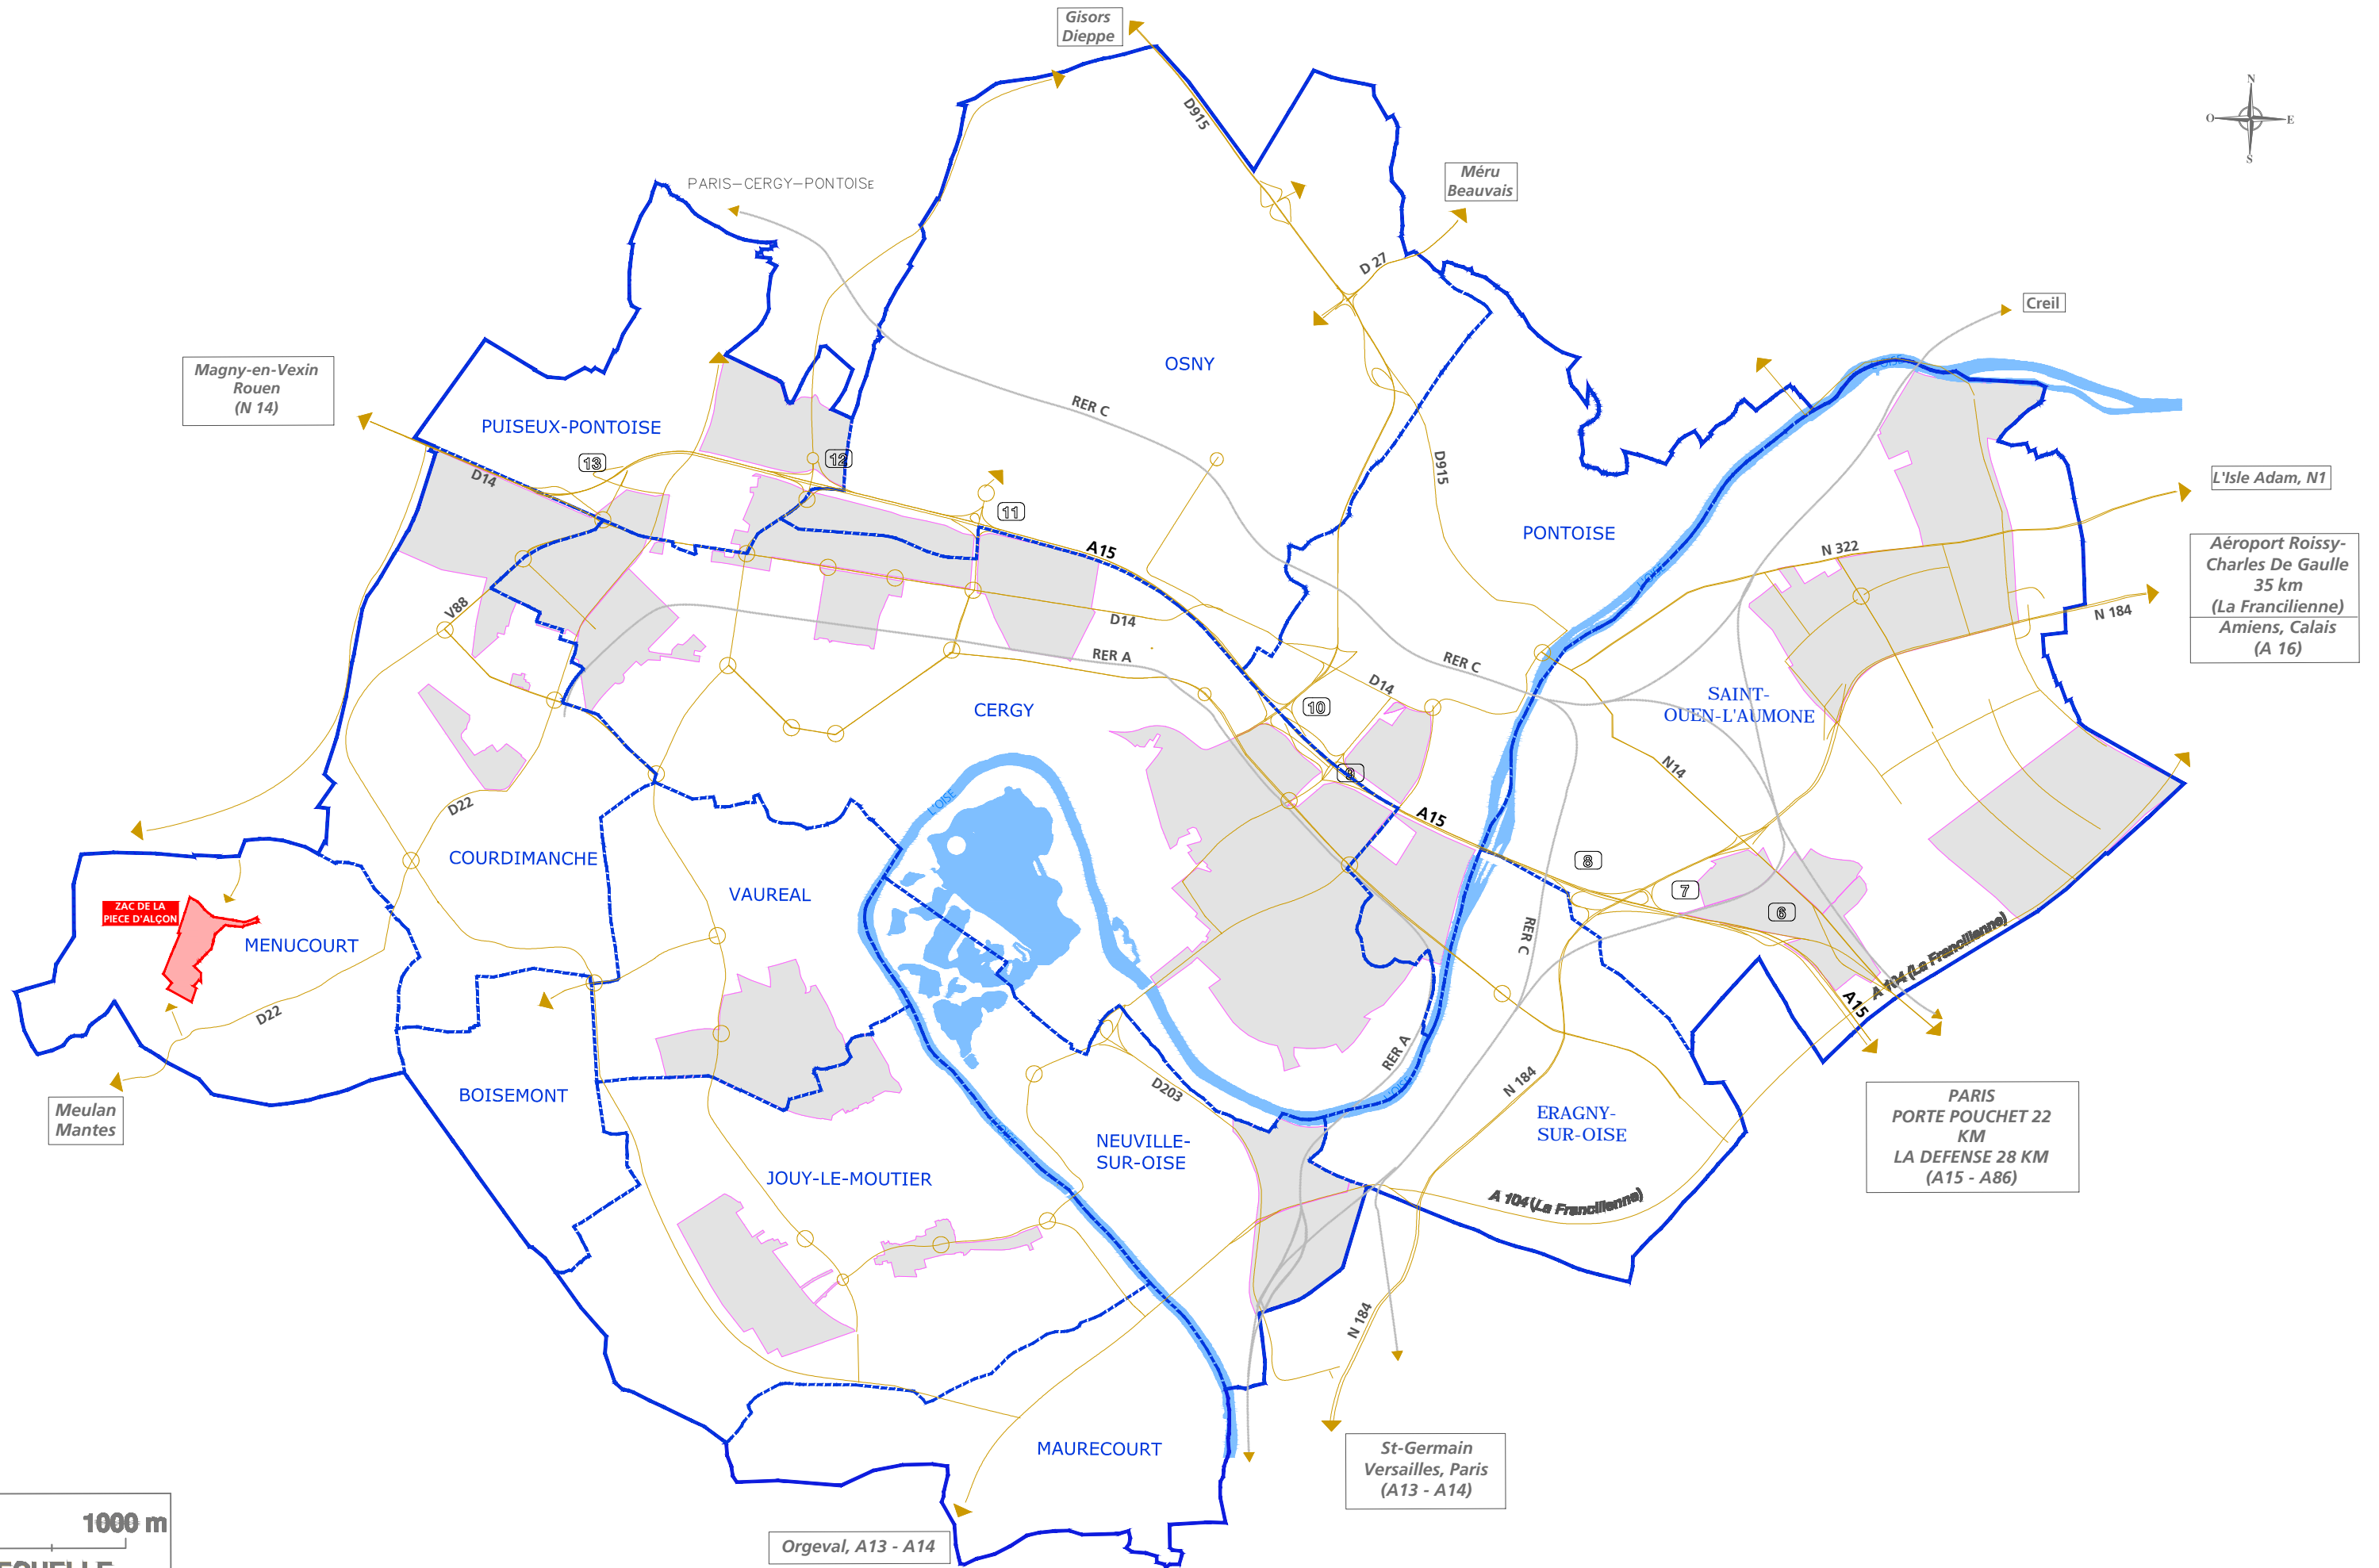 Gisors
Dieppe
N
O
E
S
D915
PARIS-CERGY-PONTOISE
Méru
Beauvais
D 27
Creil
OSNY
Magny-en-Vexin
Rouen
(N 14)
RER C
PUISEUX-PONTOISE
13
12
D14
D915
11
L'Isle Adam, N1
PONTOISE
A15
N 322
Aéroport Roissy-
Charles De Gaulle
35 km
(La Francilienne)
Amiens, Calais
(A 16)
V88
D14
N 184
RER A
RER C
D14
SAINT-
OUEN-L'AUMONE
CERGY
10
9
N14
L'OISE
D22
A15
COURDIMANCHE
8
VAUREAL
7
ZAC DE LA
PIECE D'ALÇON
6
MENUCOURT
RER C
A 104 (La Francilienne)
A15
D22
RER A
N 184
D203
BOISEMONT
Meulan
Mantes
PARIS
PORTE POUCHET 22
KM
LA DEFENSE 28 KM
(A15 - A86)
ERAGNY-
SUR-OISE
NEUVILLE-
SUR-OISE
JOUY-LE-MOUTIER
A 104 (La Francilienne)
N 184
MAURECOURT
St-Germain
Versailles, Paris
(A13 - A14)
1000 m
Orgeval, A13 - A14